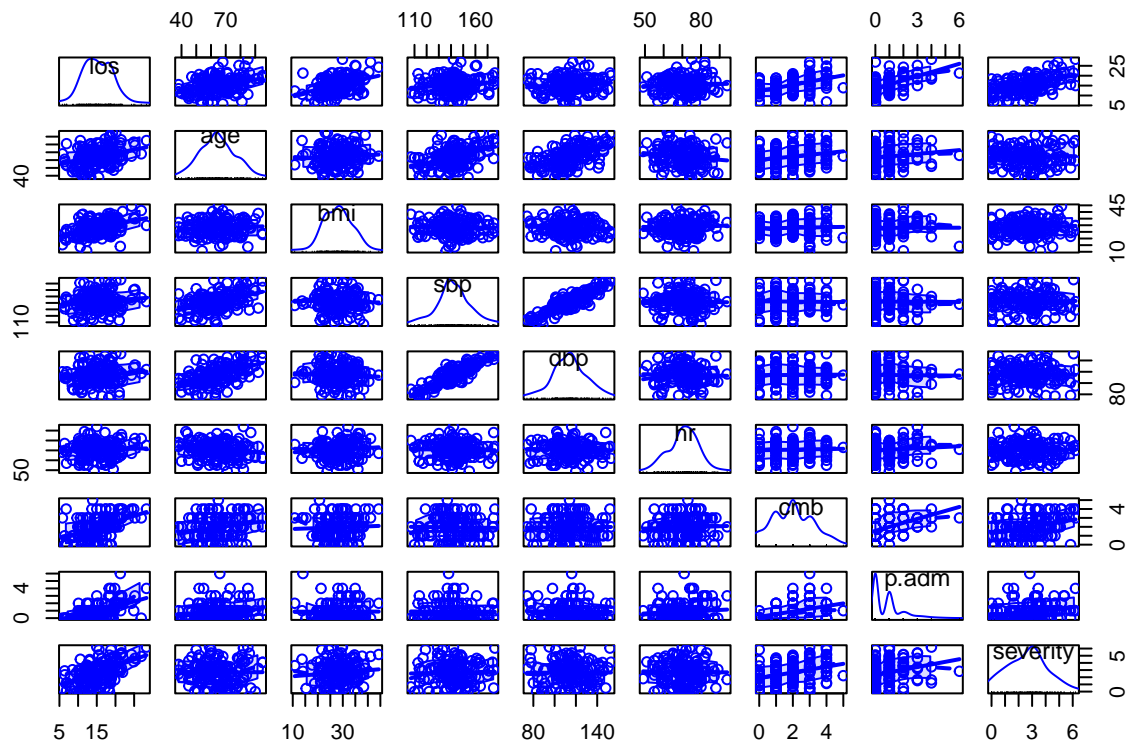 40 70 110 160 50 80 0 3 6
los 5 25
40 age
bmi 10 45
110 sbp
dbp 80
50 hr
cmb 0 4
0 4 p.adm
severity 0 5
5 15 10 30 80 140 0 2 4 0 2 4 6